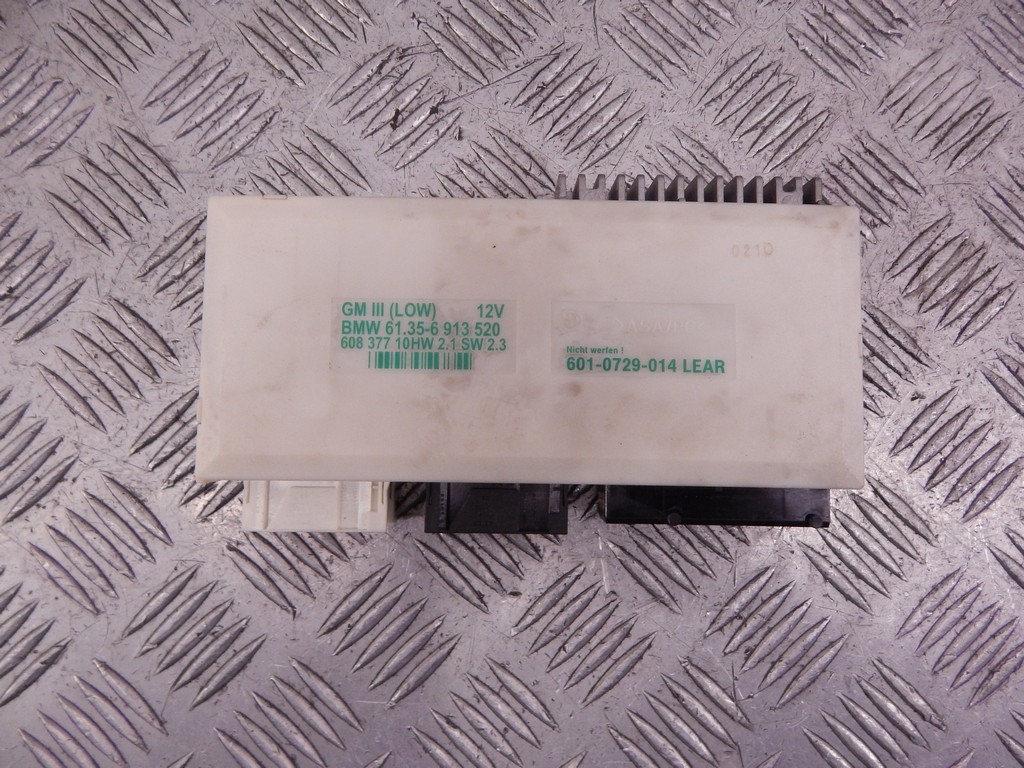 021D
GM III (LOW) 12V
BMW 61.35-6 913 520
608 377 10HW 2.1 SW 2.3
Nicht werfen !
601-0729-014 LEAR